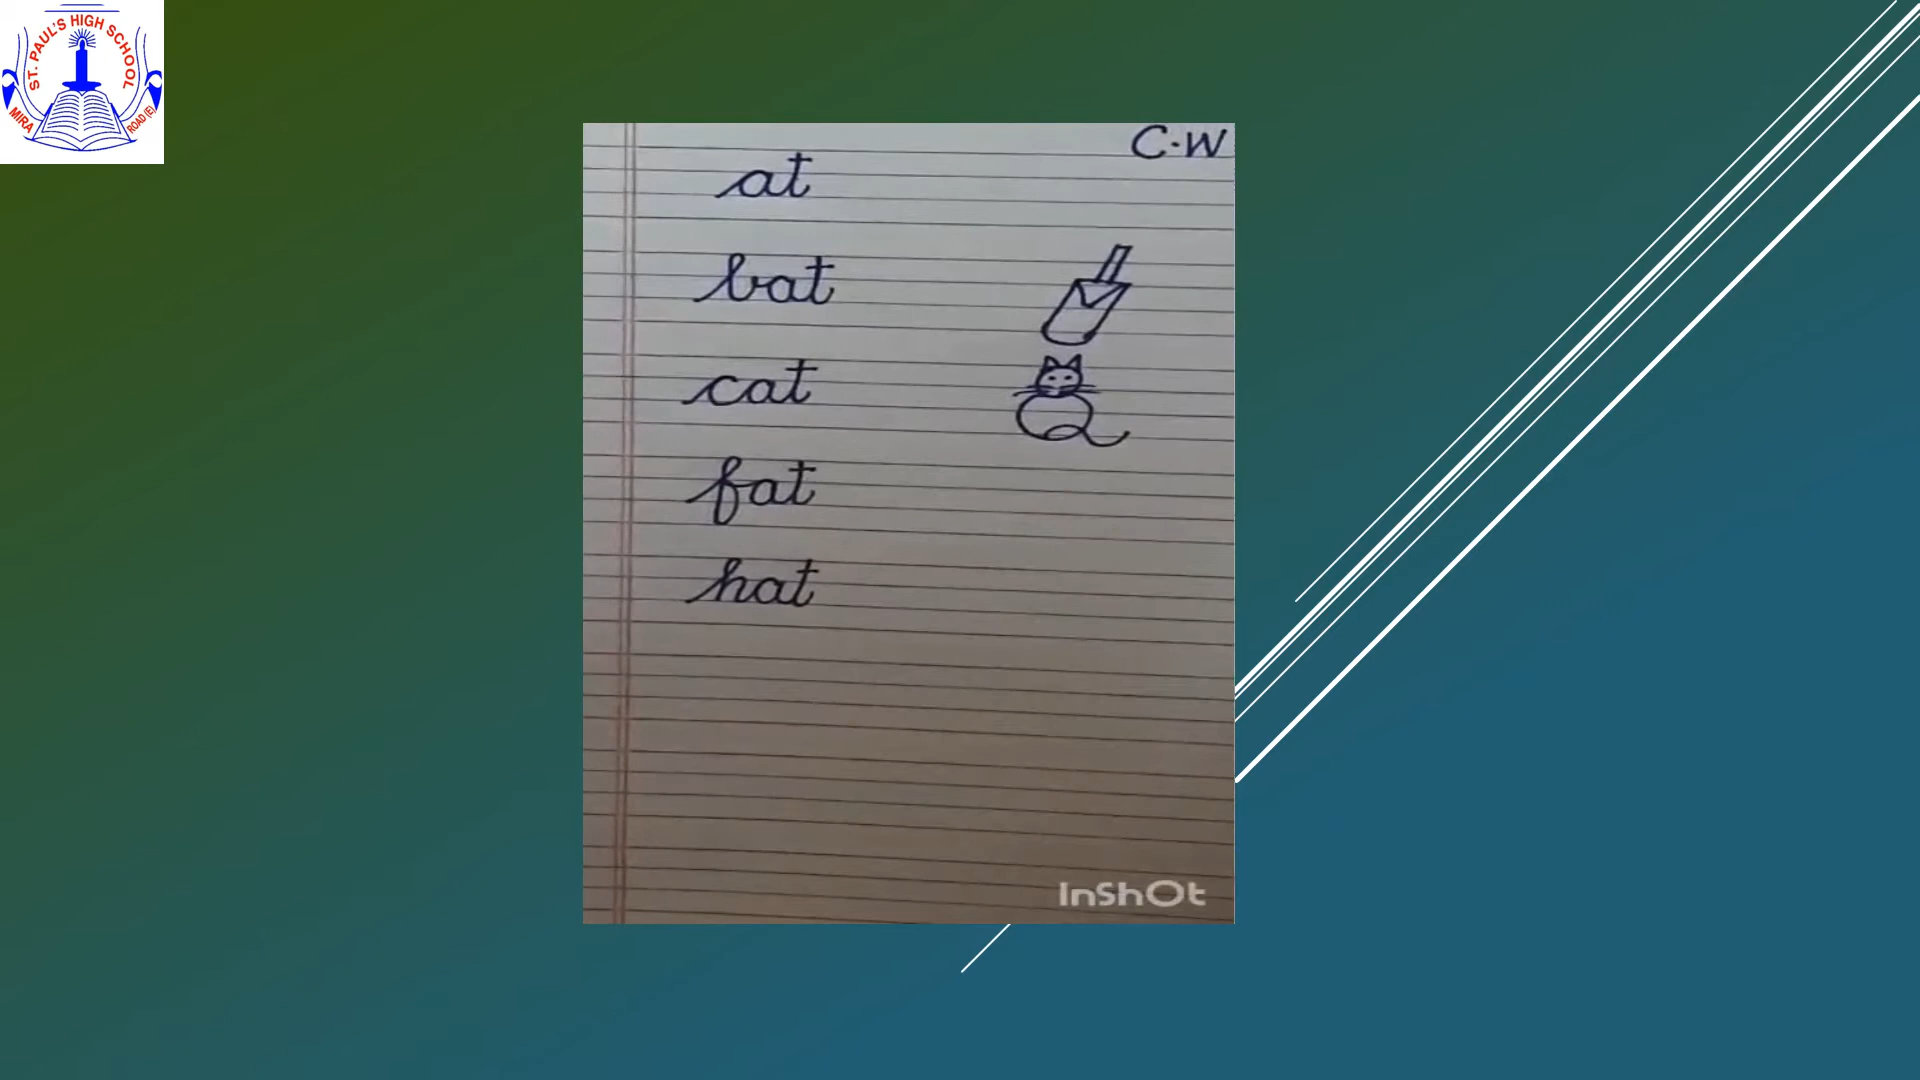 ST. PAUL'S HIGH SCHOOL
MIRA ROAD (E)
C.W
at
bat
cat
fat
hat
InShOt